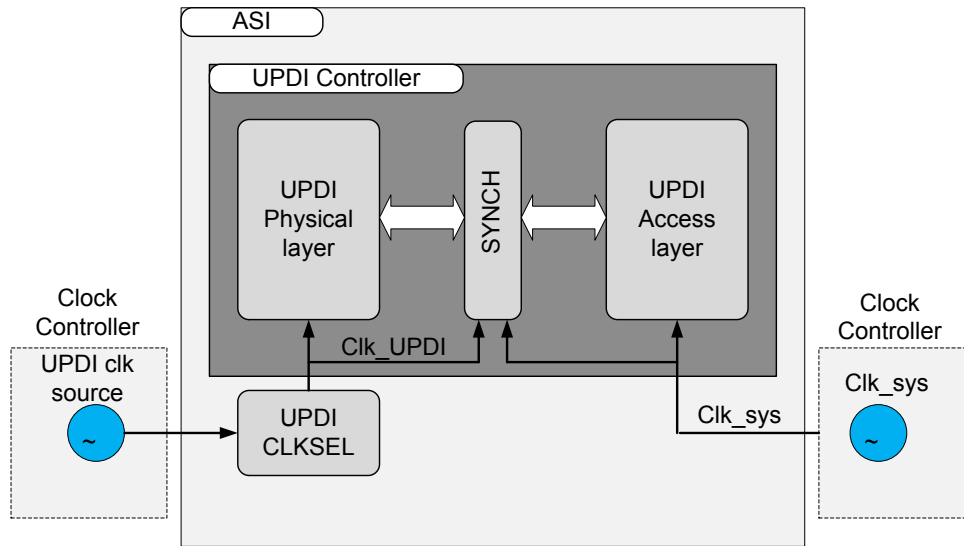 ASI
UPDI Controller
UPDI
Physical
layer
SYNCH
UPDI
Access
layer
Clock
Controller
UPDI clk
source
~
Clk_UPDI
UPDI
CLKSEL
Clk_sys
Clock
Controller
Clk_sys
~